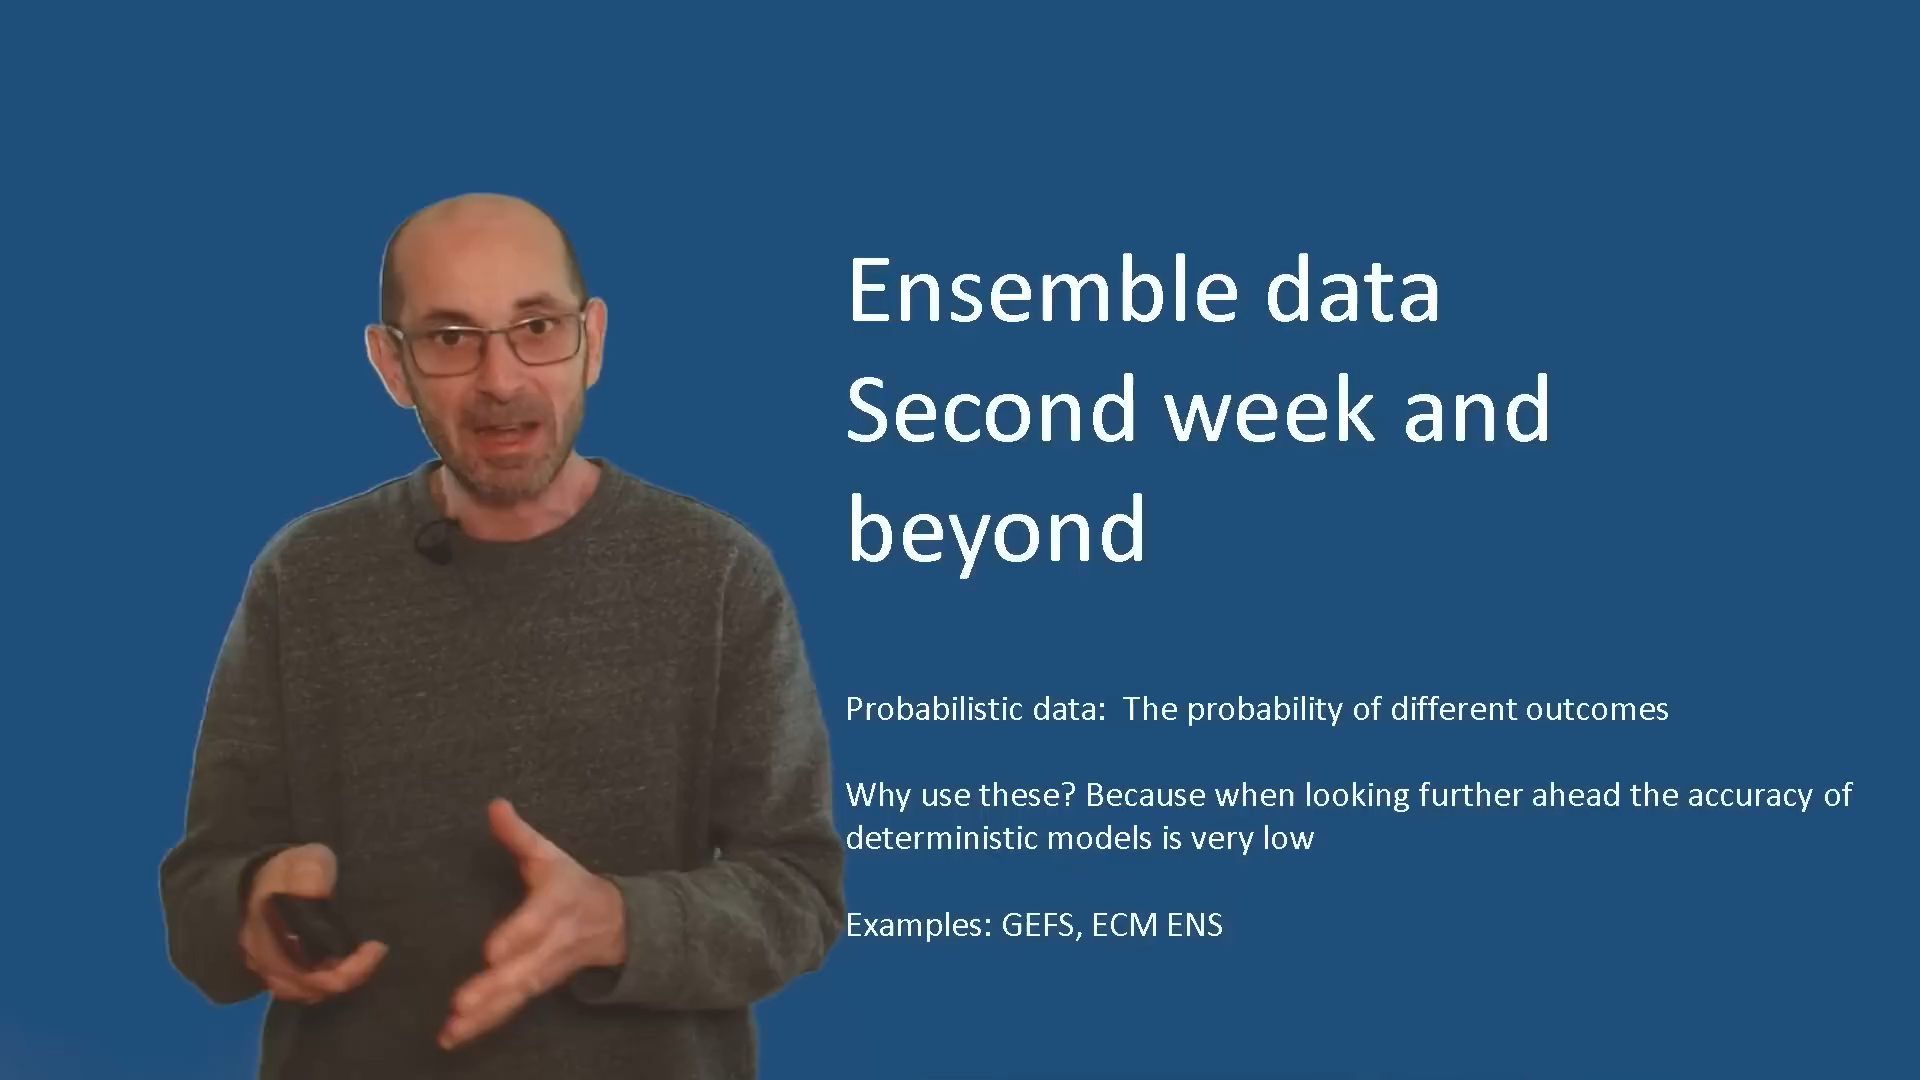 Ensemble data
Second week and
beyond
Probabilistic data:  The probability of different outcomes
Why use these? Because when looking further ahead the accuracy of
deterministic models is very low
Examples: GEFS, ECM ENS